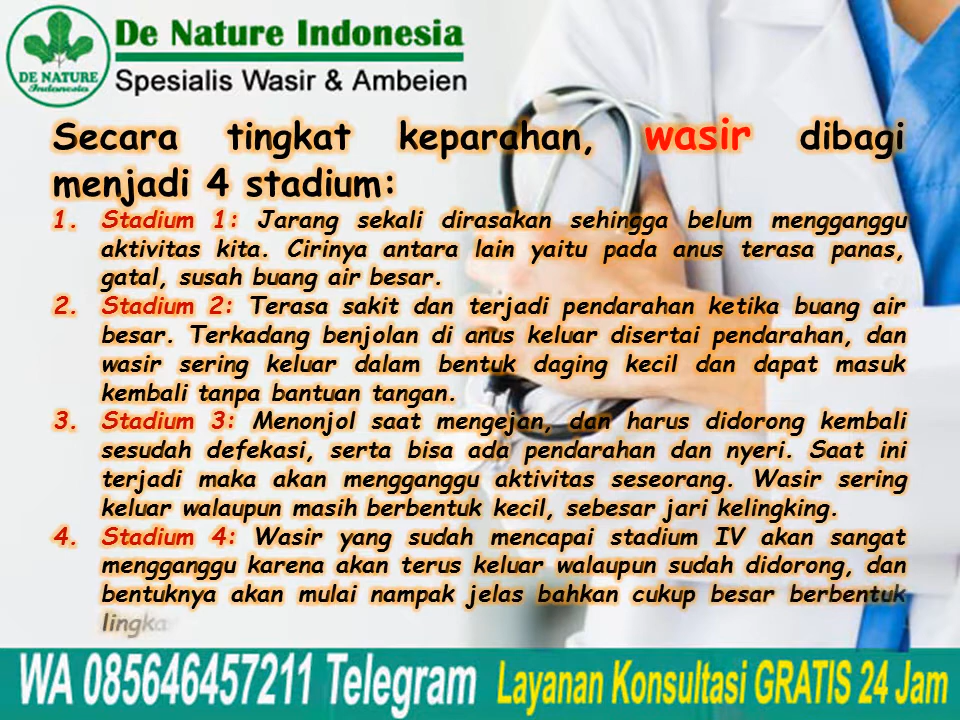 De Nature Indonesia
DE NATURE
Indonesia
Spesialis Wasir & Ambeien
Secara tingkat keparahan, wasir dibagi
menjadi 4 stadium:
1. Stadium 1: Jarang sekali dirasakan sehingga belum mengganggu
aktivitas kita. Cirinya antara lain yaitu pada anus terasa panas,
gatal, susah buang air besar.
2. Stadium 2: Terasa sakit dan terjadi pendarahan ketika buang air
besar. Terkadang benjolan di anus keluar disertai pendarahan, dan
wasir sering keluar dalam bentuk daging kecil dan dapat masuk
kembali tanpa bantuan tangan.
3. Stadium 3: Menonjol saat mengejan, dan harus didorong kembali
sesudah defekasi, serta bisa ada pendarahan dan nyeri. Saat ini
terjadi maka akan mengganggu aktivitas seseorang. Wasir sering
keluar walaupun masih berbentuk kecil, sebesar jari kelingking.
4. Stadium 4: Wasir yang sudah mencapai stadium IV akan sangat
mengganggu karena akan terus keluar walaupun sudah didorong, dan
bentuknya akan mulai nampak jelas bahkan cukup besar berbentuk
WA 085646457211 Telegram Layanan Konsultasi GRATIS 24 Jam